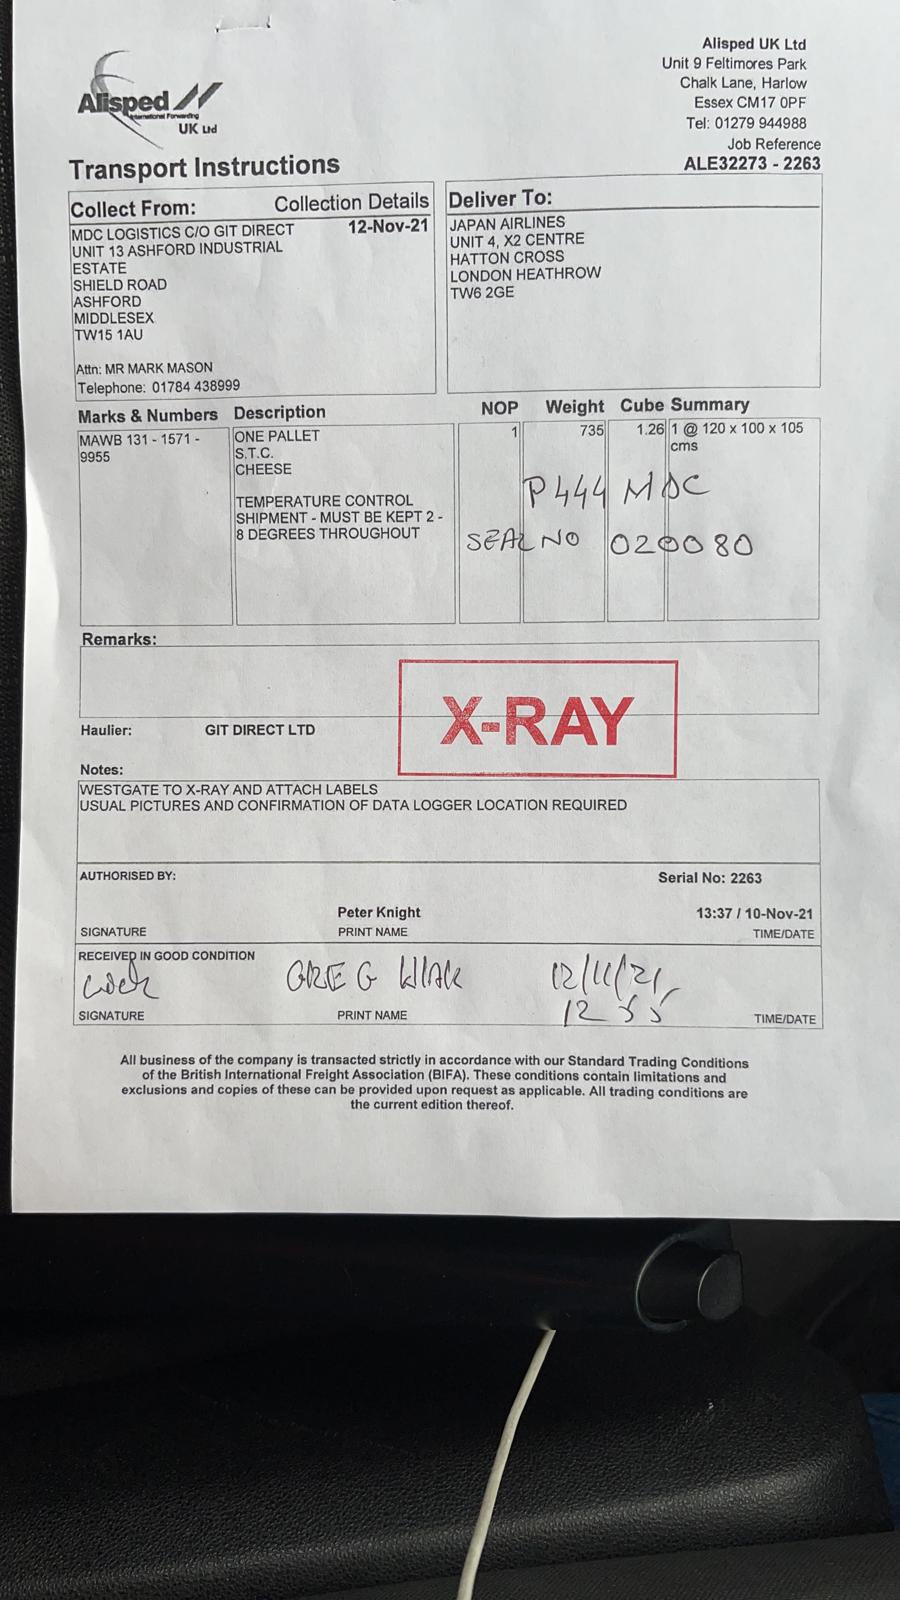 Alisped
International Forwarding
UK Ltd
Alisped UK Ltd
Unit 9 Feltimores Park
Chalk Lane, Harlow
Essex CM17 0PF
Tel: 01279 944988
Job Reference
ALE32273 - 2263
Transport Instructions
Collect From: Collection Details
12-Nov-21
MDC LOGISTICS C/O GIT DIRECT
UNIT 13 ASHFORD INDUSTRIAL
ESTATE
SHIELD ROAD
ASHFORD
MIDDLESEX
TW15 1AU
Attn: MR MARK MASON
Telephone: 01784 438999
Deliver To:
JAPAN AIRLINES
UNIT 4, X2 CENTRE
HATTON CROSS
LONDON HEATHROW
TW6 2GE
Marks & Numbers Description NOP Weight Cube Summary
MAWB 131 - 1571 -
9955
ONE PALLET
S.T.C.
CHEESE
TEMPERATURE CONTROL
SHIPMENT - MUST BE KEPT 2 -
8 DEGREES THROUGHOUT
1 735 1.26 1 @ 120 x 100 x 105
cms
P444 MDC
SEAL NO 020080
Remarks:
X-RAY
Haulier: GIT DIRECT LTD
Notes:
WESTGATE TO X-RAY AND ATTACH LABELS
USUAL PICTURES AND CONFIRMATION OF DATA LOGGER LOCATION REQUIRED
AUTHORISED BY: Serial No: 2263
Peter Knight 13:37 / 10-Nov-21
SIGNATURE PRINT NAME TIME/DATE
RECEIVED IN GOOD CONDITION
GREG 12/11/21
12 55
SIGNATURE PRINT NAME TIME/DATE
All business of the company is transacted strictly in accordance with our Standard Trading Conditions
of the British International Freight Association (BIFA). These conditions contain limitations and
exclusions and copies of these can be provided upon request as applicable. All trading conditions are
the current edition thereof.